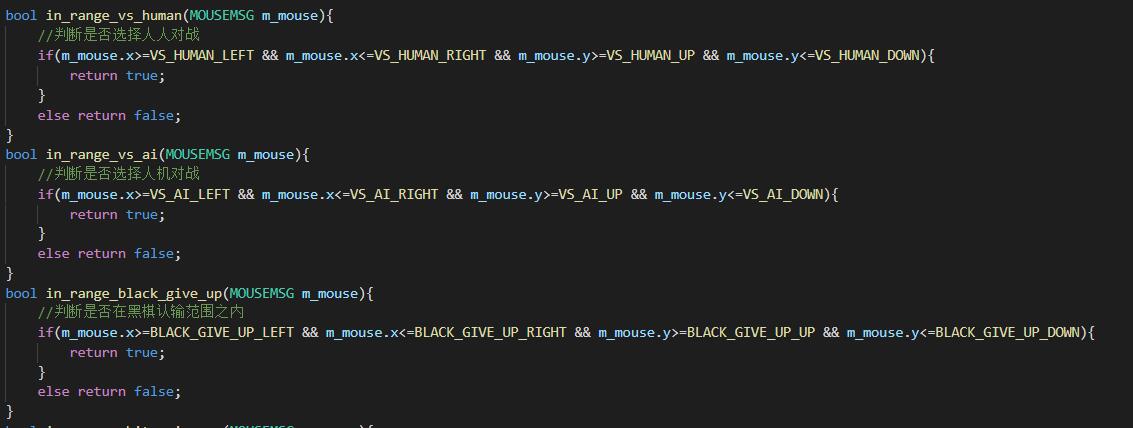 bool in_range_vs_human(MOUSEMSG m_mouse){
    //判断是否选择人人对战
    if(m_mouse.x>=VS_HUMAN_LEFT && m_mouse.x<=VS_HUMAN_RIGHT && m_mouse.y>=VS_HUMAN_UP && m_mouse.y<=VS_HUMAN_DOWN){
        return true;
    }
    else return false;
}
bool in_range_vs_ai(MOUSEMSG m_mouse){
    //判断是否选择人机对战
    if(m_mouse.x>=VS_AI_LEFT && m_mouse.x<=VS_AI_RIGHT && m_mouse.y>=VS_AI_UP && m_mouse.y<=VS_AI_DOWN){
        return true;
    }
    else return false;
}
bool in_range_black_give_up(MOUSEMSG m_mouse){
    //判断是否在黑棋认输范围之内
    if(m_mouse.x>=BLACK_GIVE_UP_LEFT && m_mouse.x<=BLACK_GIVE_UP_RIGHT && m_mouse.y>=BLACK_GIVE_UP_UP && m_mouse.y<=BLACK_GIVE_UP_DOWN){
        return true;
    }
    else return false;
}